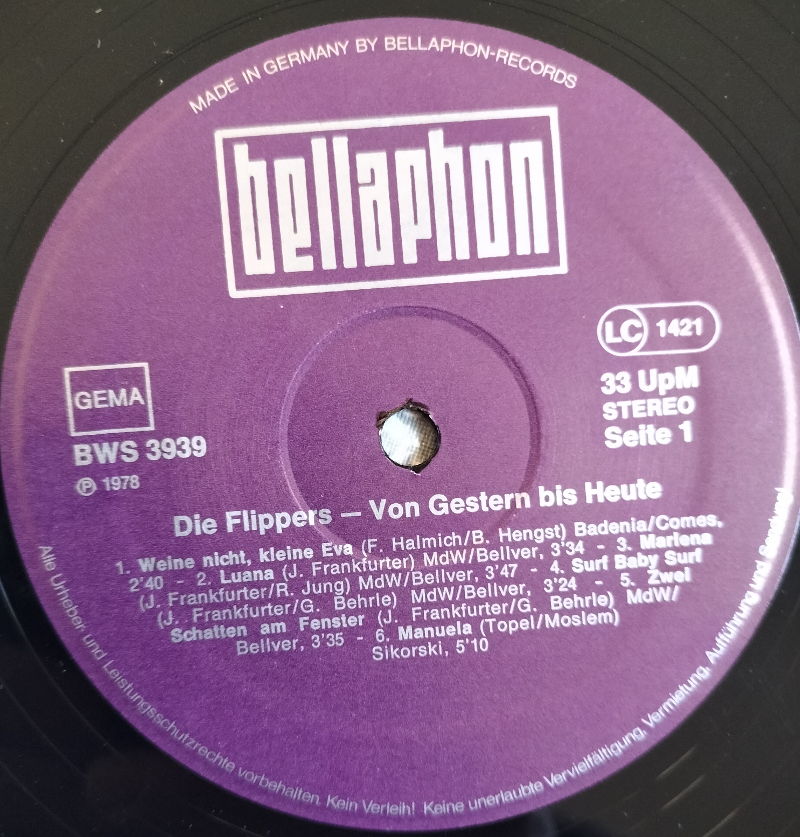 MADE IN GERMANY BY BELLAPHON-RECORDS
bellaphon
LC 1421
GEMA
33 UpM
STEREO
BWS 3939
Seite 1
℗ 1978
Die Flippers — Von Gestern bis Heute
1. Weine nicht, kleine Eva (F. Halmich/B. Hengst) Badenia/Comes,
2'40 - 2. Luana (J. Frankfurter) MdW/Bellver, 3'34 - 3. Marlena
(J. Frankfurter/R. Jung) MdW/Bellver, 3'47 - 4. Surf Baby Surf
(J. Frankfurter/G. Behrle) MdW/Bellver, 3'24 - 5. Zwei
Schatten am Fenster (J. Frankfurter/G. Behrle) MdW/
Bellver, 3'35 - 6. Manuela (Topel/Moslem)
Sikorski, 5'10
Alle Urheber- und Leistungsschutzrechte vorbehalten. Kein Verleih! Keine unerlaubte Vervielfältigung, Vermietung, Aufführung und Sendung!